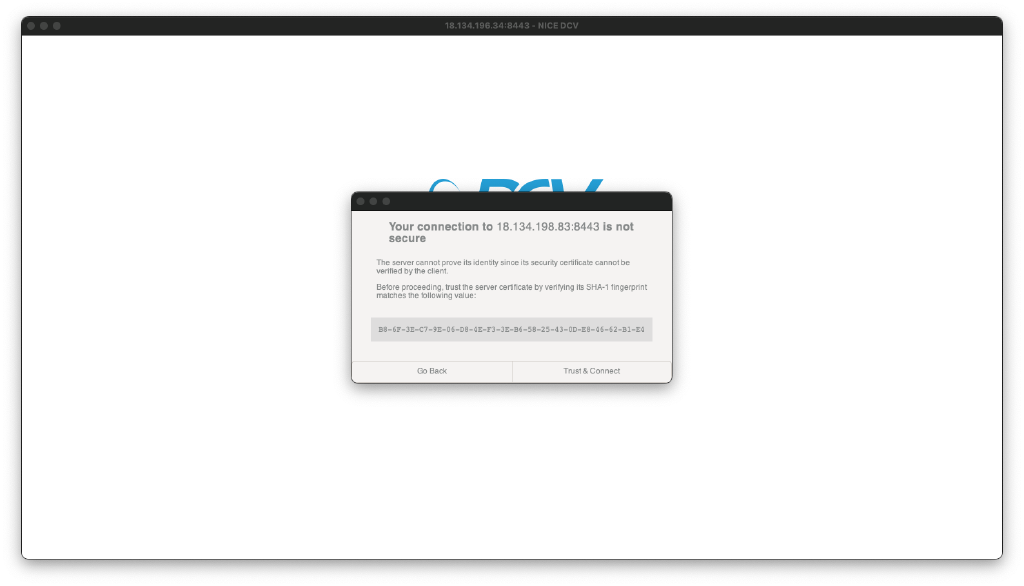 18.134.196.34:8443 - NICE DCV
DCV
Your connection to 18.134.198.83:8443 is not
secure
The server cannot prove its identity since its security certificate cannot be
verified by the client.
Before proceeding, trust the server certificate by verifying its SHA-1 fingerprint
matches the following value:
B8-6F-3E-C7-9E-06-D8-4E-F3-3E-B6-58-25-43-0D-E8-46-62-B1-E4
Go Back
Trust & Connect